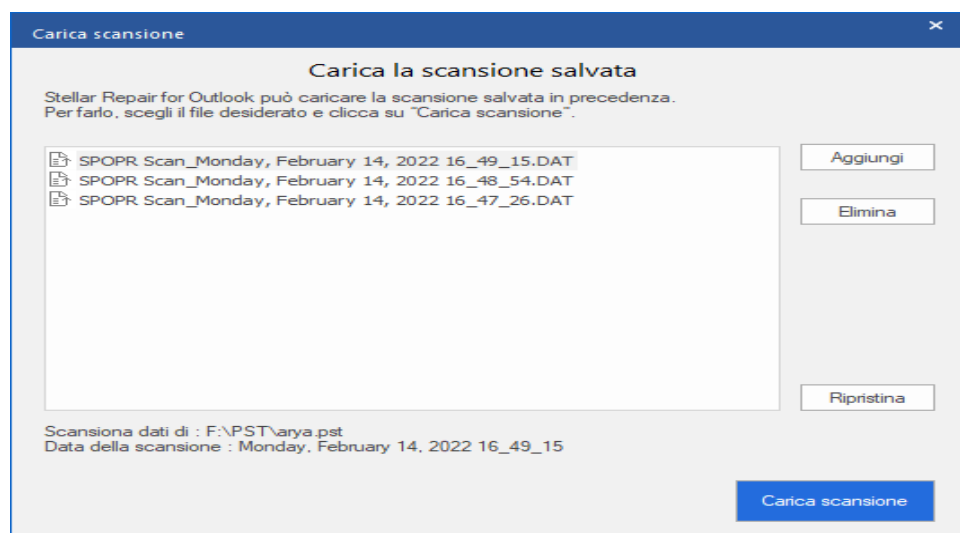 Carica scansione
Carica la scansione salvata
Stellar Repair for Outlook può caricare la scansione salvata in precedenza.
Per farlo, scegli il file desiderato e clicca su "Carica scansione".
SPOPR Scan_Monday, February 14, 2022 16_49_15.DAT
SPOPR Scan_Monday, February 14, 2022 16_48_54.DAT
SPOPR Scan_Monday, February 14, 2022 16_47_26.DAT
Aggiungi
Elimina
Ripristina
Scansiona dati di : F:\PST\arya.pst
Data della scansione : Monday, February 14, 2022 16_49_15
Carica scansione